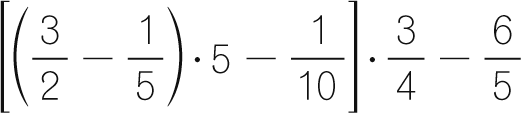 [(3/2 − 1/5) · 5 − 1/10] · 3/4 − 6/5